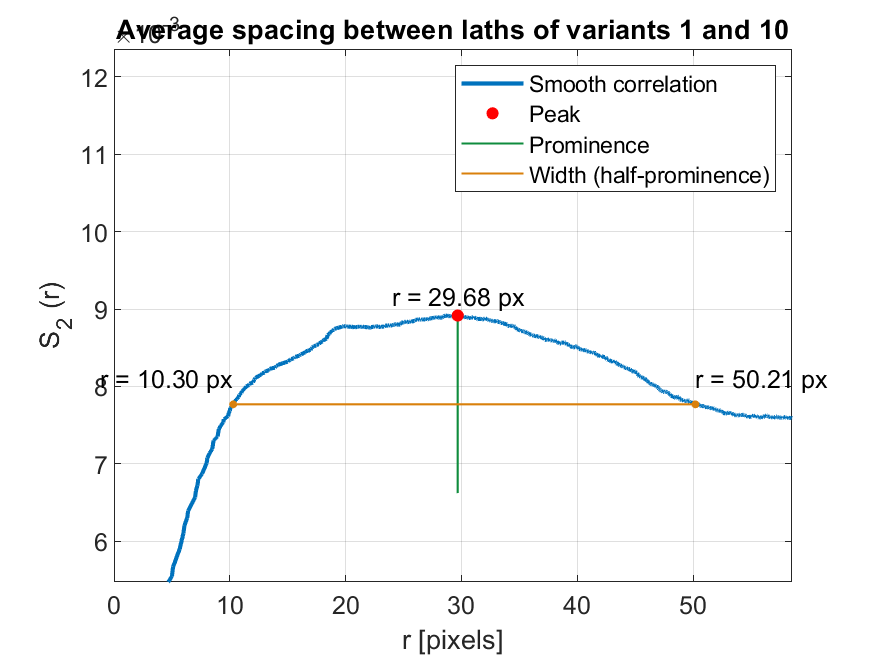 Average spacing between laths of variants 1 and 10
×10⁻³
Smooth correlation
Peak
Prominence
Width (half-prominence)
12
11
10
9
8
7
6
S₂ (r)
r = 29.68 px
r = 10.30 px
r = 50.21 px
0 10 20 30 40 50
r [pixels]